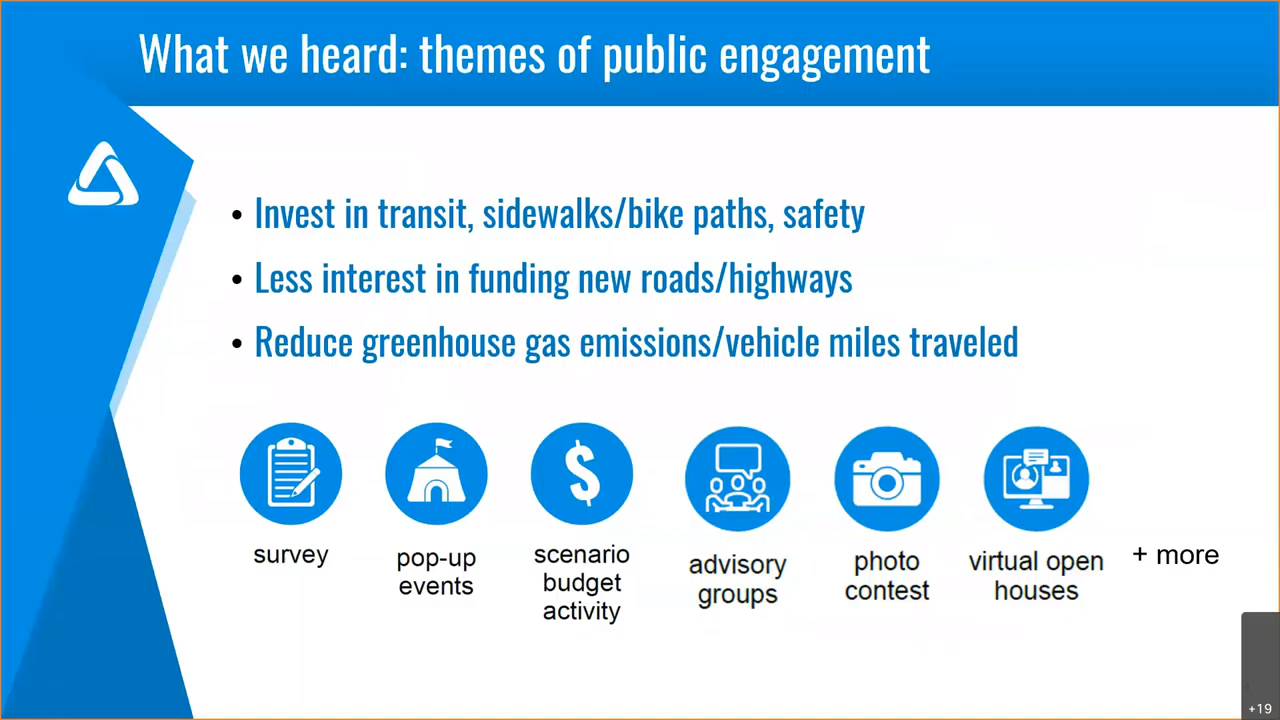 What we heard: themes of public engagement
• Invest in transit, sidewalks/bike paths, safety
• Less interest in funding new roads/highways
• Reduce greenhouse gas emissions/vehicle miles traveled
survey
pop-up
events
scenario
budget
activity
advisory
groups
photo
contest
virtual open
houses
+ more
+19